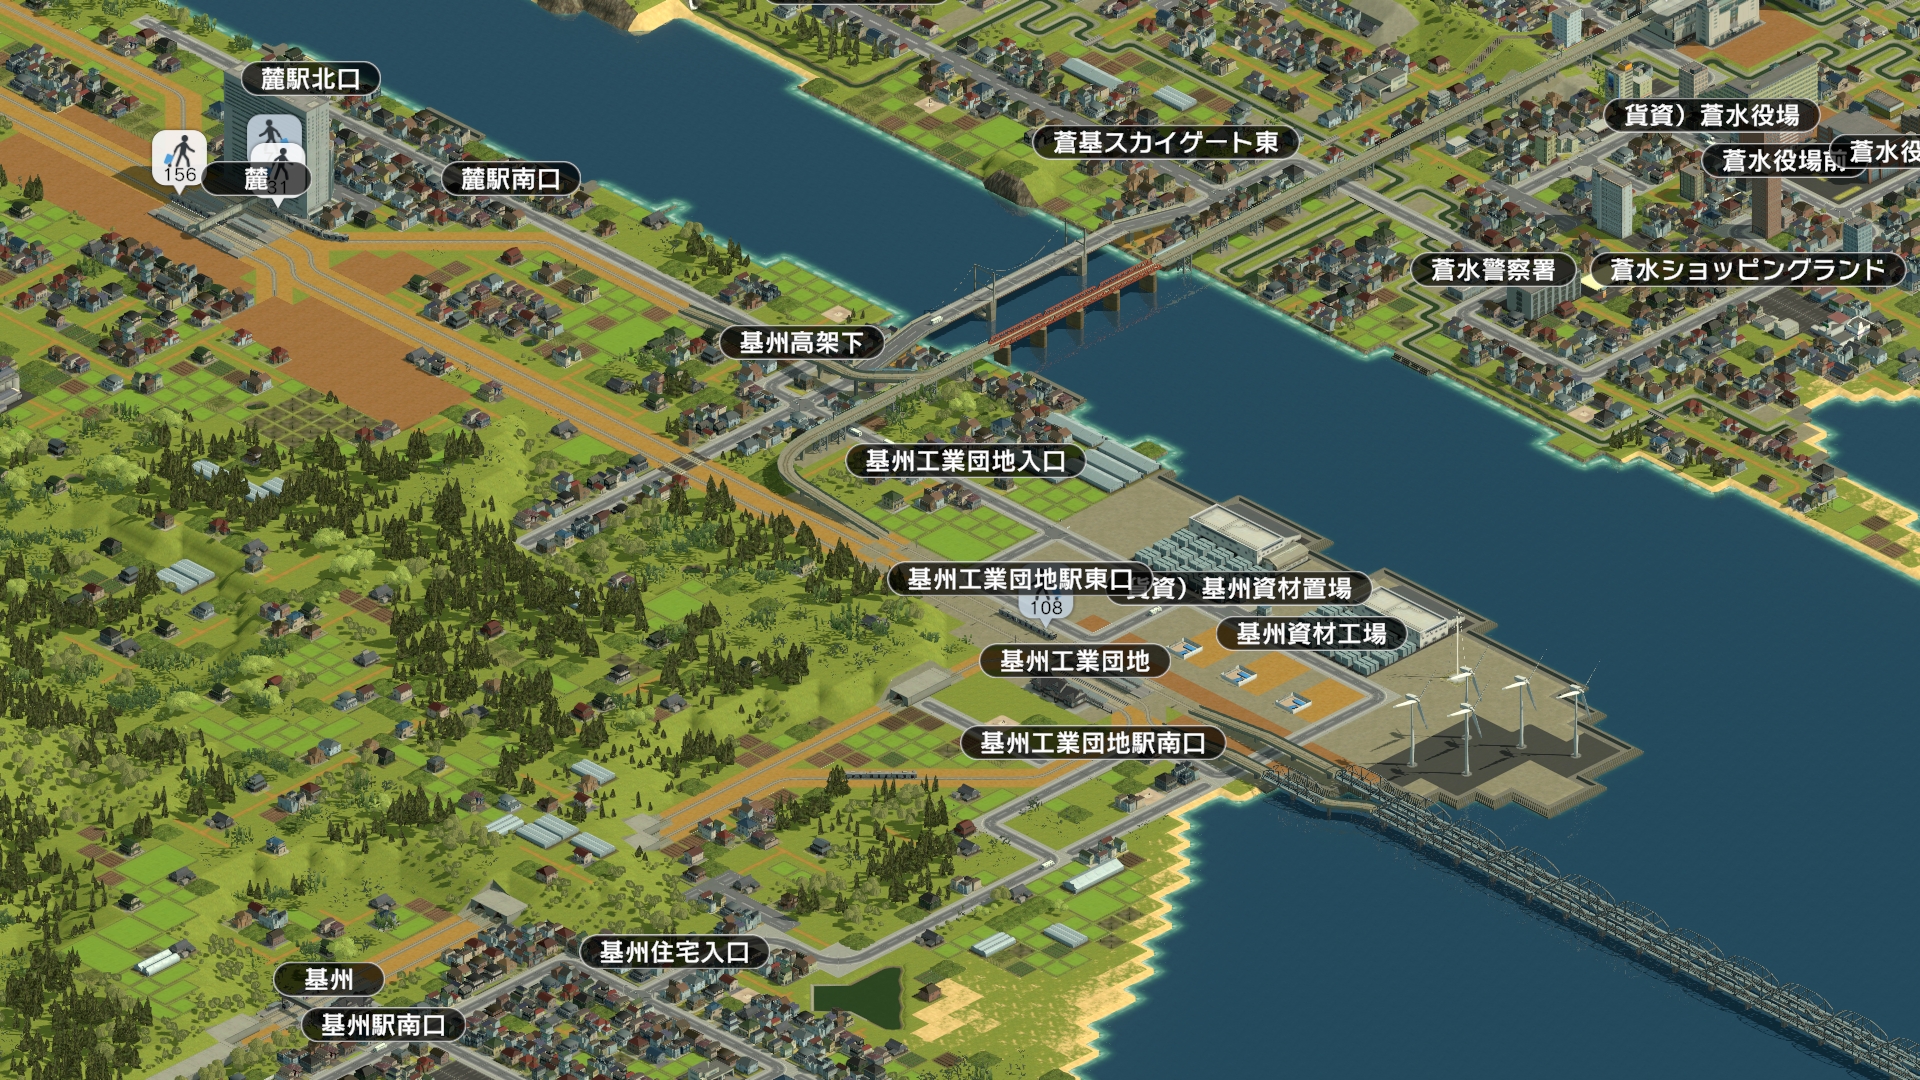 麓駅北口
貨資）蒼水役場
蒼基スカイゲート東
蒼水役場前
蒼水役
156
麓
31
麓駅南口
蒼水警察署
蒼水ショッピングランド
基州高架下
基州工業団地入口
基州工業団地駅東口
貨資）基州資材置場
108
基州資材工場
基州工業団地
基州工業団地駅南口
基州住宅入口
基州
基州駅南口